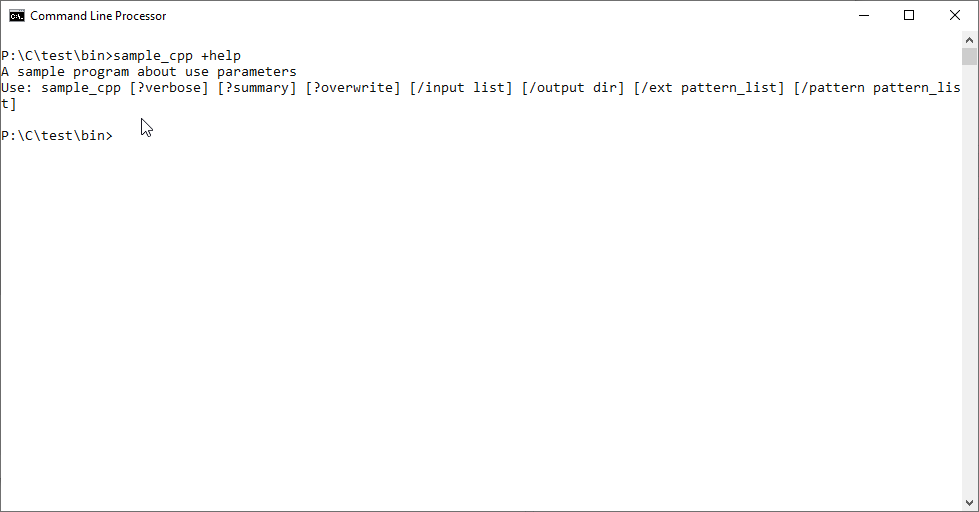 Command Line Processor
P:\C\test\bin>sample_cpp +help
A sample program about use parameters
Use: sample_cpp [?verbose] [?summary] [?overwrite] [/input list] [/output dir] [/ext pattern_list] [/pattern pattern_lis
t]
P:\C\test\bin>